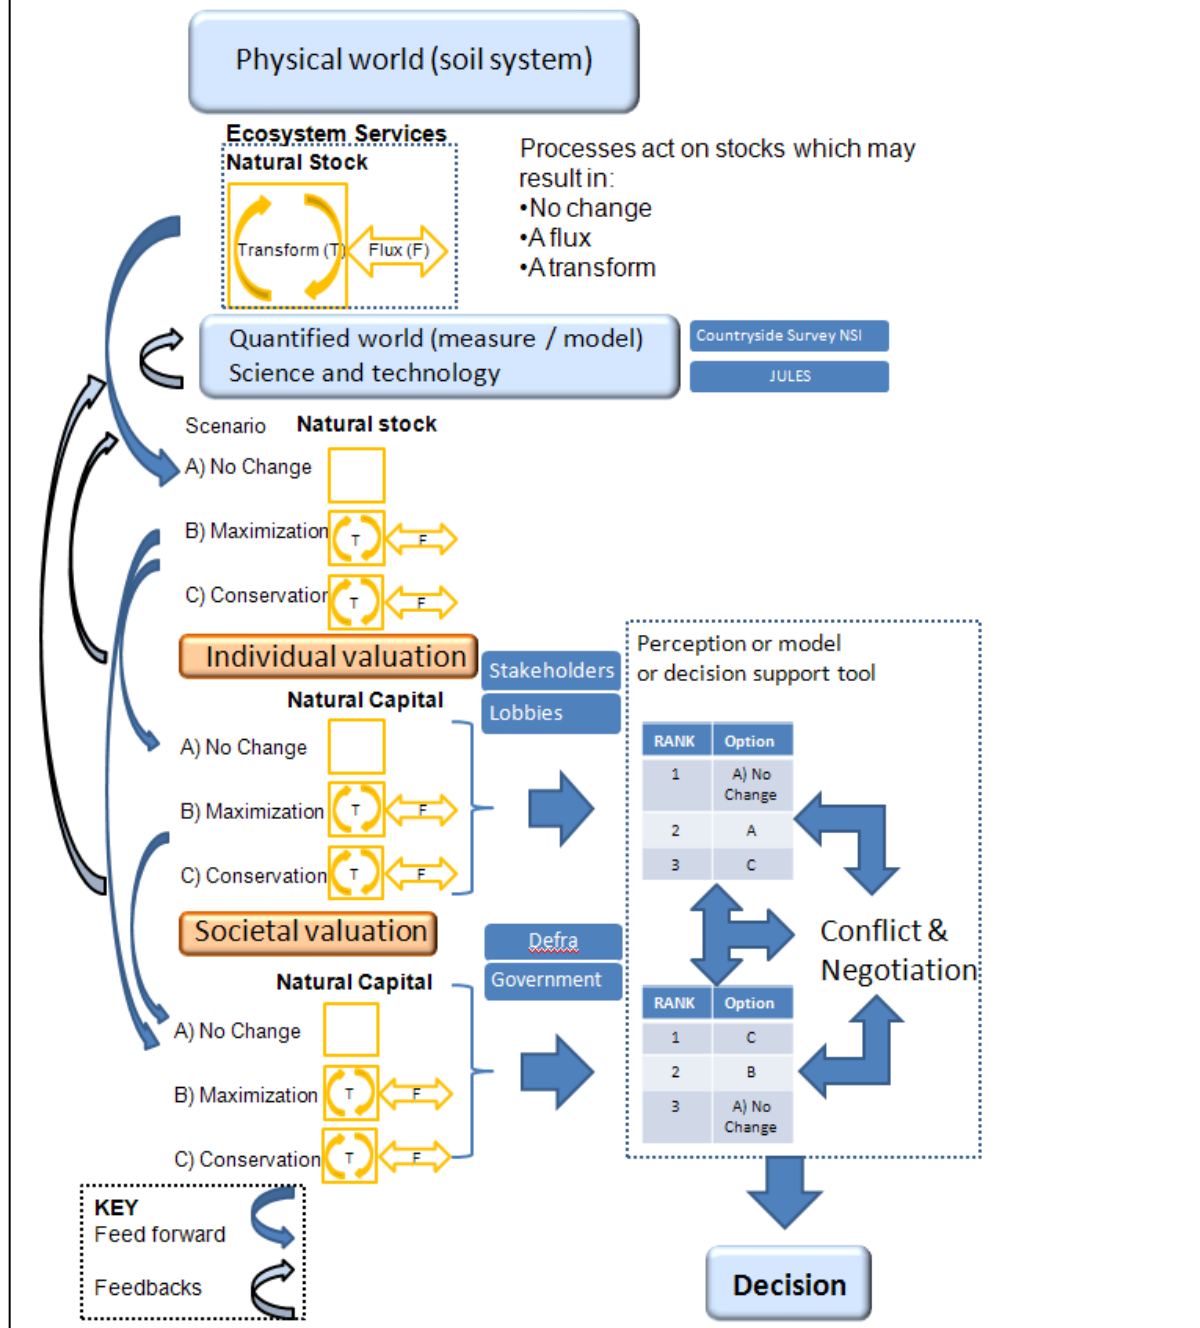 Physical world (soil system)
Ecosystem Services
Natural Stock
Transform (T)
Flux (F)
Processes act on stocks which may
result in:
•No change
•A flux
•A transform
Quantified world (measure / model)
Science and technology
Countryside Survey NSI
JULES
Scenario
Natural stock
A) No Change
B) Maximization
T
F
C) Conservation
T
F
Individual valuation
Stakeholders
Lobbies
Natural Capital
A) No Change
B) Maximization
T
F
C) Conservation
T
F
Societal valuation
Defra
Government
Natural Capital
A) No Change
B) Maximization
T
F
C) Conservation
T
F
Perception or model
or decision support tool
RANK Option
1 A) No
Change
2 A
3 C
Conflict &
Negotiation
RANK Option
1 C
2 B
3 A) No
Change
KEY
Feed forward
Feedbacks
Decision